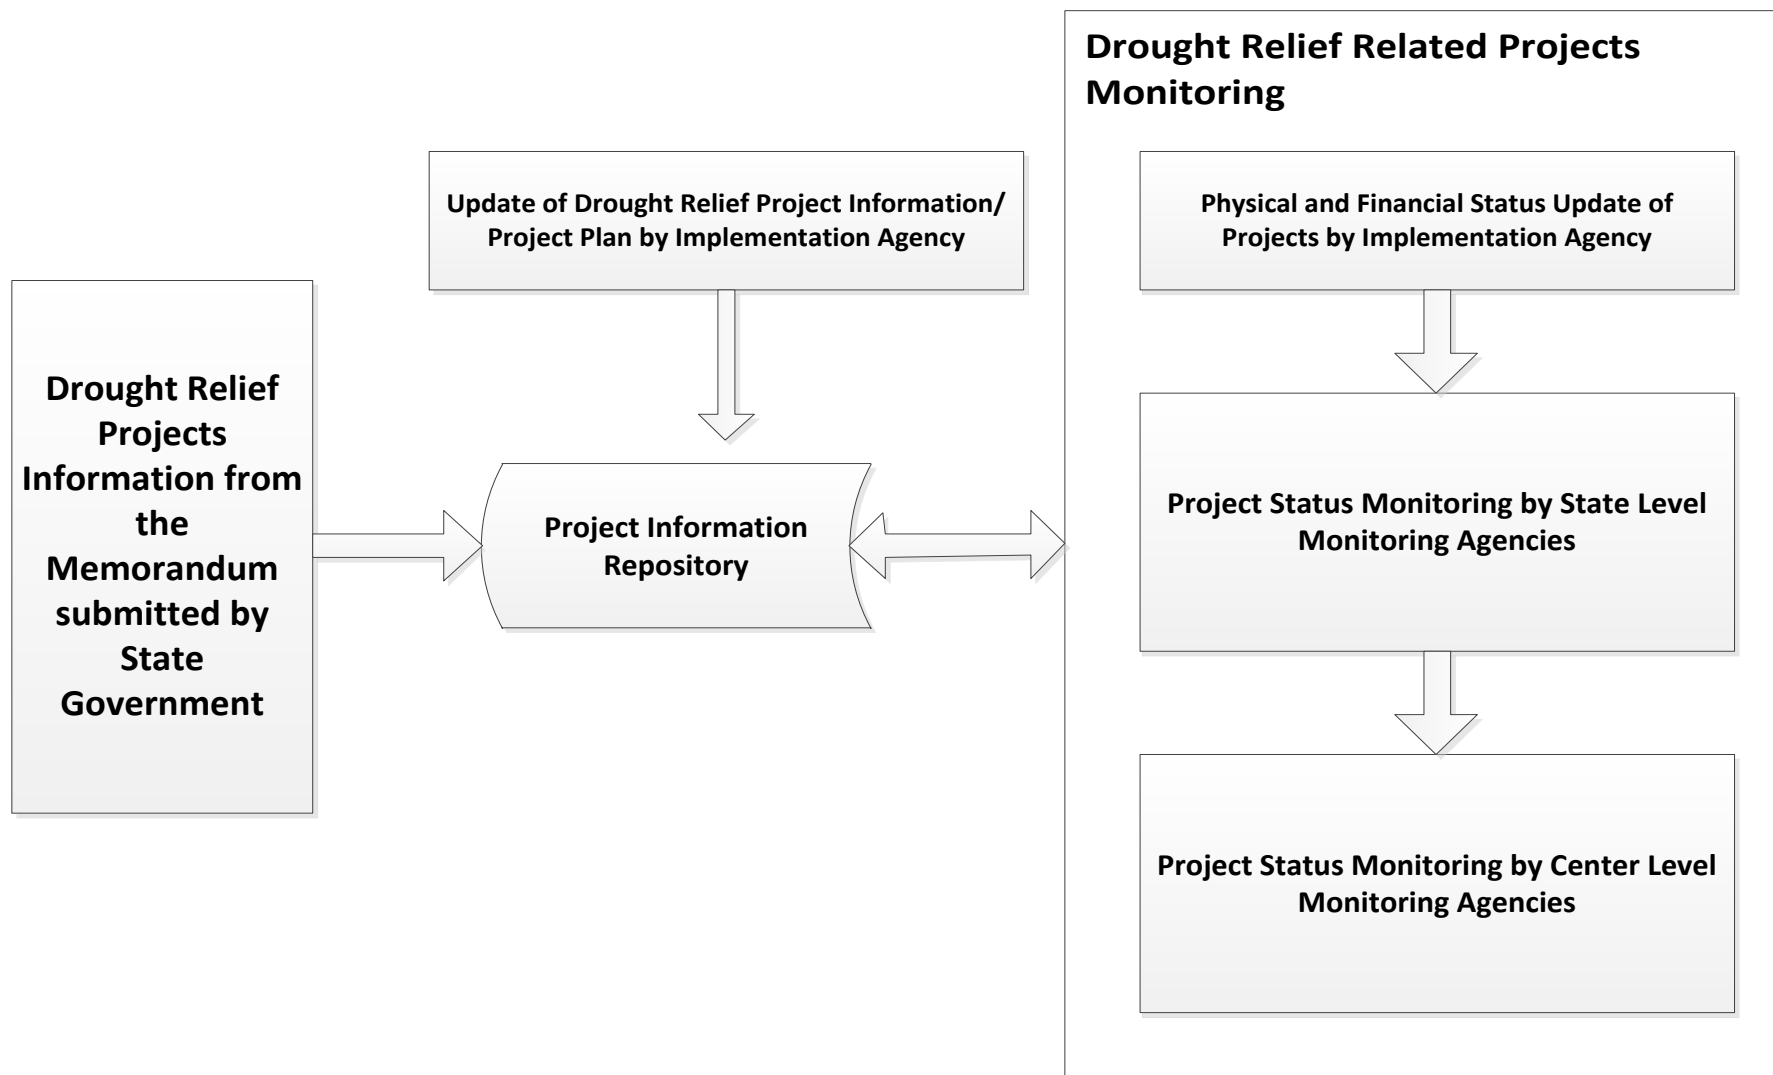 Drought Relief Related Projects
Monitoring
Update of Drought Relief Project Information/
Project Plan by Implementation Agency
Physical and Financial Status Update of
Projects by Implementation Agency
Drought Relief
Projects
Information from
the
Memorandum
submitted by
State
Government
Project Information
Repository
Project Status Monitoring by State Level
Monitoring Agencies
Project Status Monitoring by Center Level
Monitoring Agencies